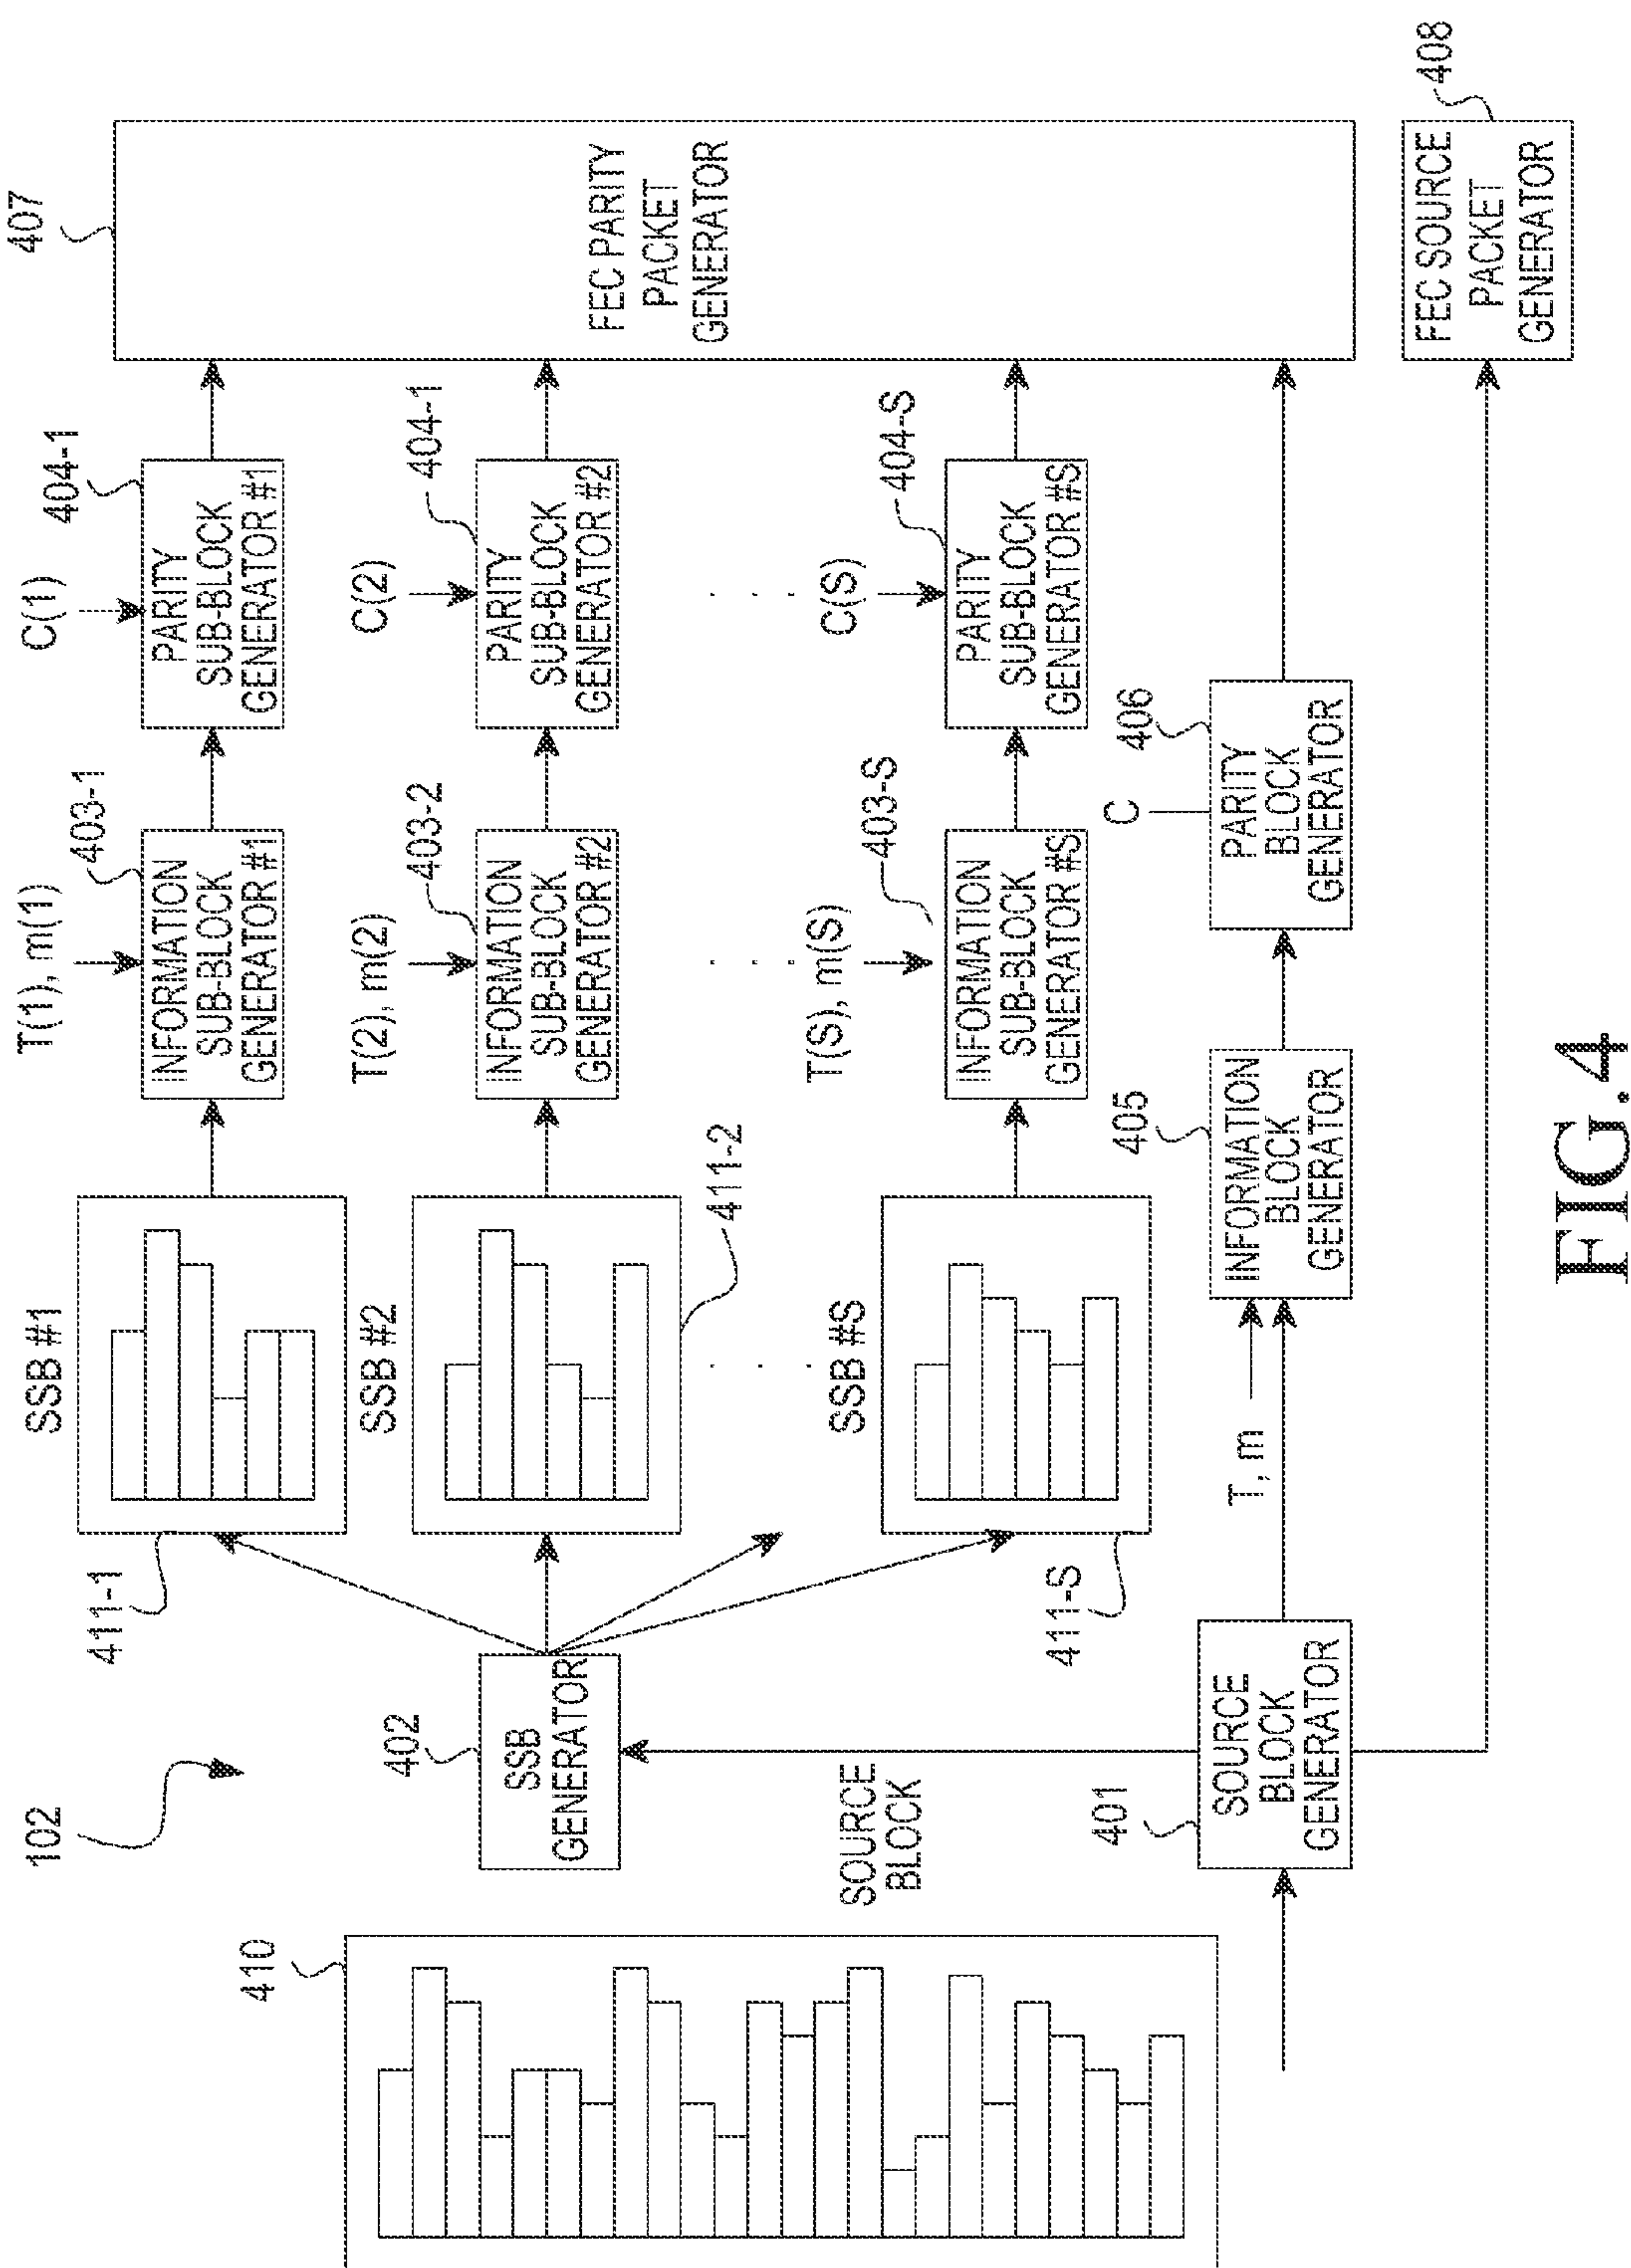 102
410
402
SSB
GENERATOR
SOURCE
BLOCK
401
SOURCE
BLOCK
GENERATOR
SSB #1
411-1
SSB #2
411-2
SSB #S
411-S
T(1), m(1)
403-1
INFORMATION
SUB-BLOCK
GENERATOR #1
T(2), m(2)
403-2
INFORMATION
SUB-BLOCK
GENERATOR #2
T(S), m(S)
403-S
INFORMATION
SUB-BLOCK
GENERATOR #S
T, m
405
INFORMATION
BLOCK
GENERATOR
C(1)
404-1
PARITY
SUB-BLOCK
GENERATOR #1
C(2)
404-1
PARITY
SUB-BLOCK
GENERATOR #2
C(S)
404-S
PARITY
SUB-BLOCK
GENERATOR #S
C
406
PARITY
BLOCK
GENERATOR
407
FEC PARITY
PACKET
GENERATOR
408
FEC SOURCE
PACKET
GENERATOR
FIG.4